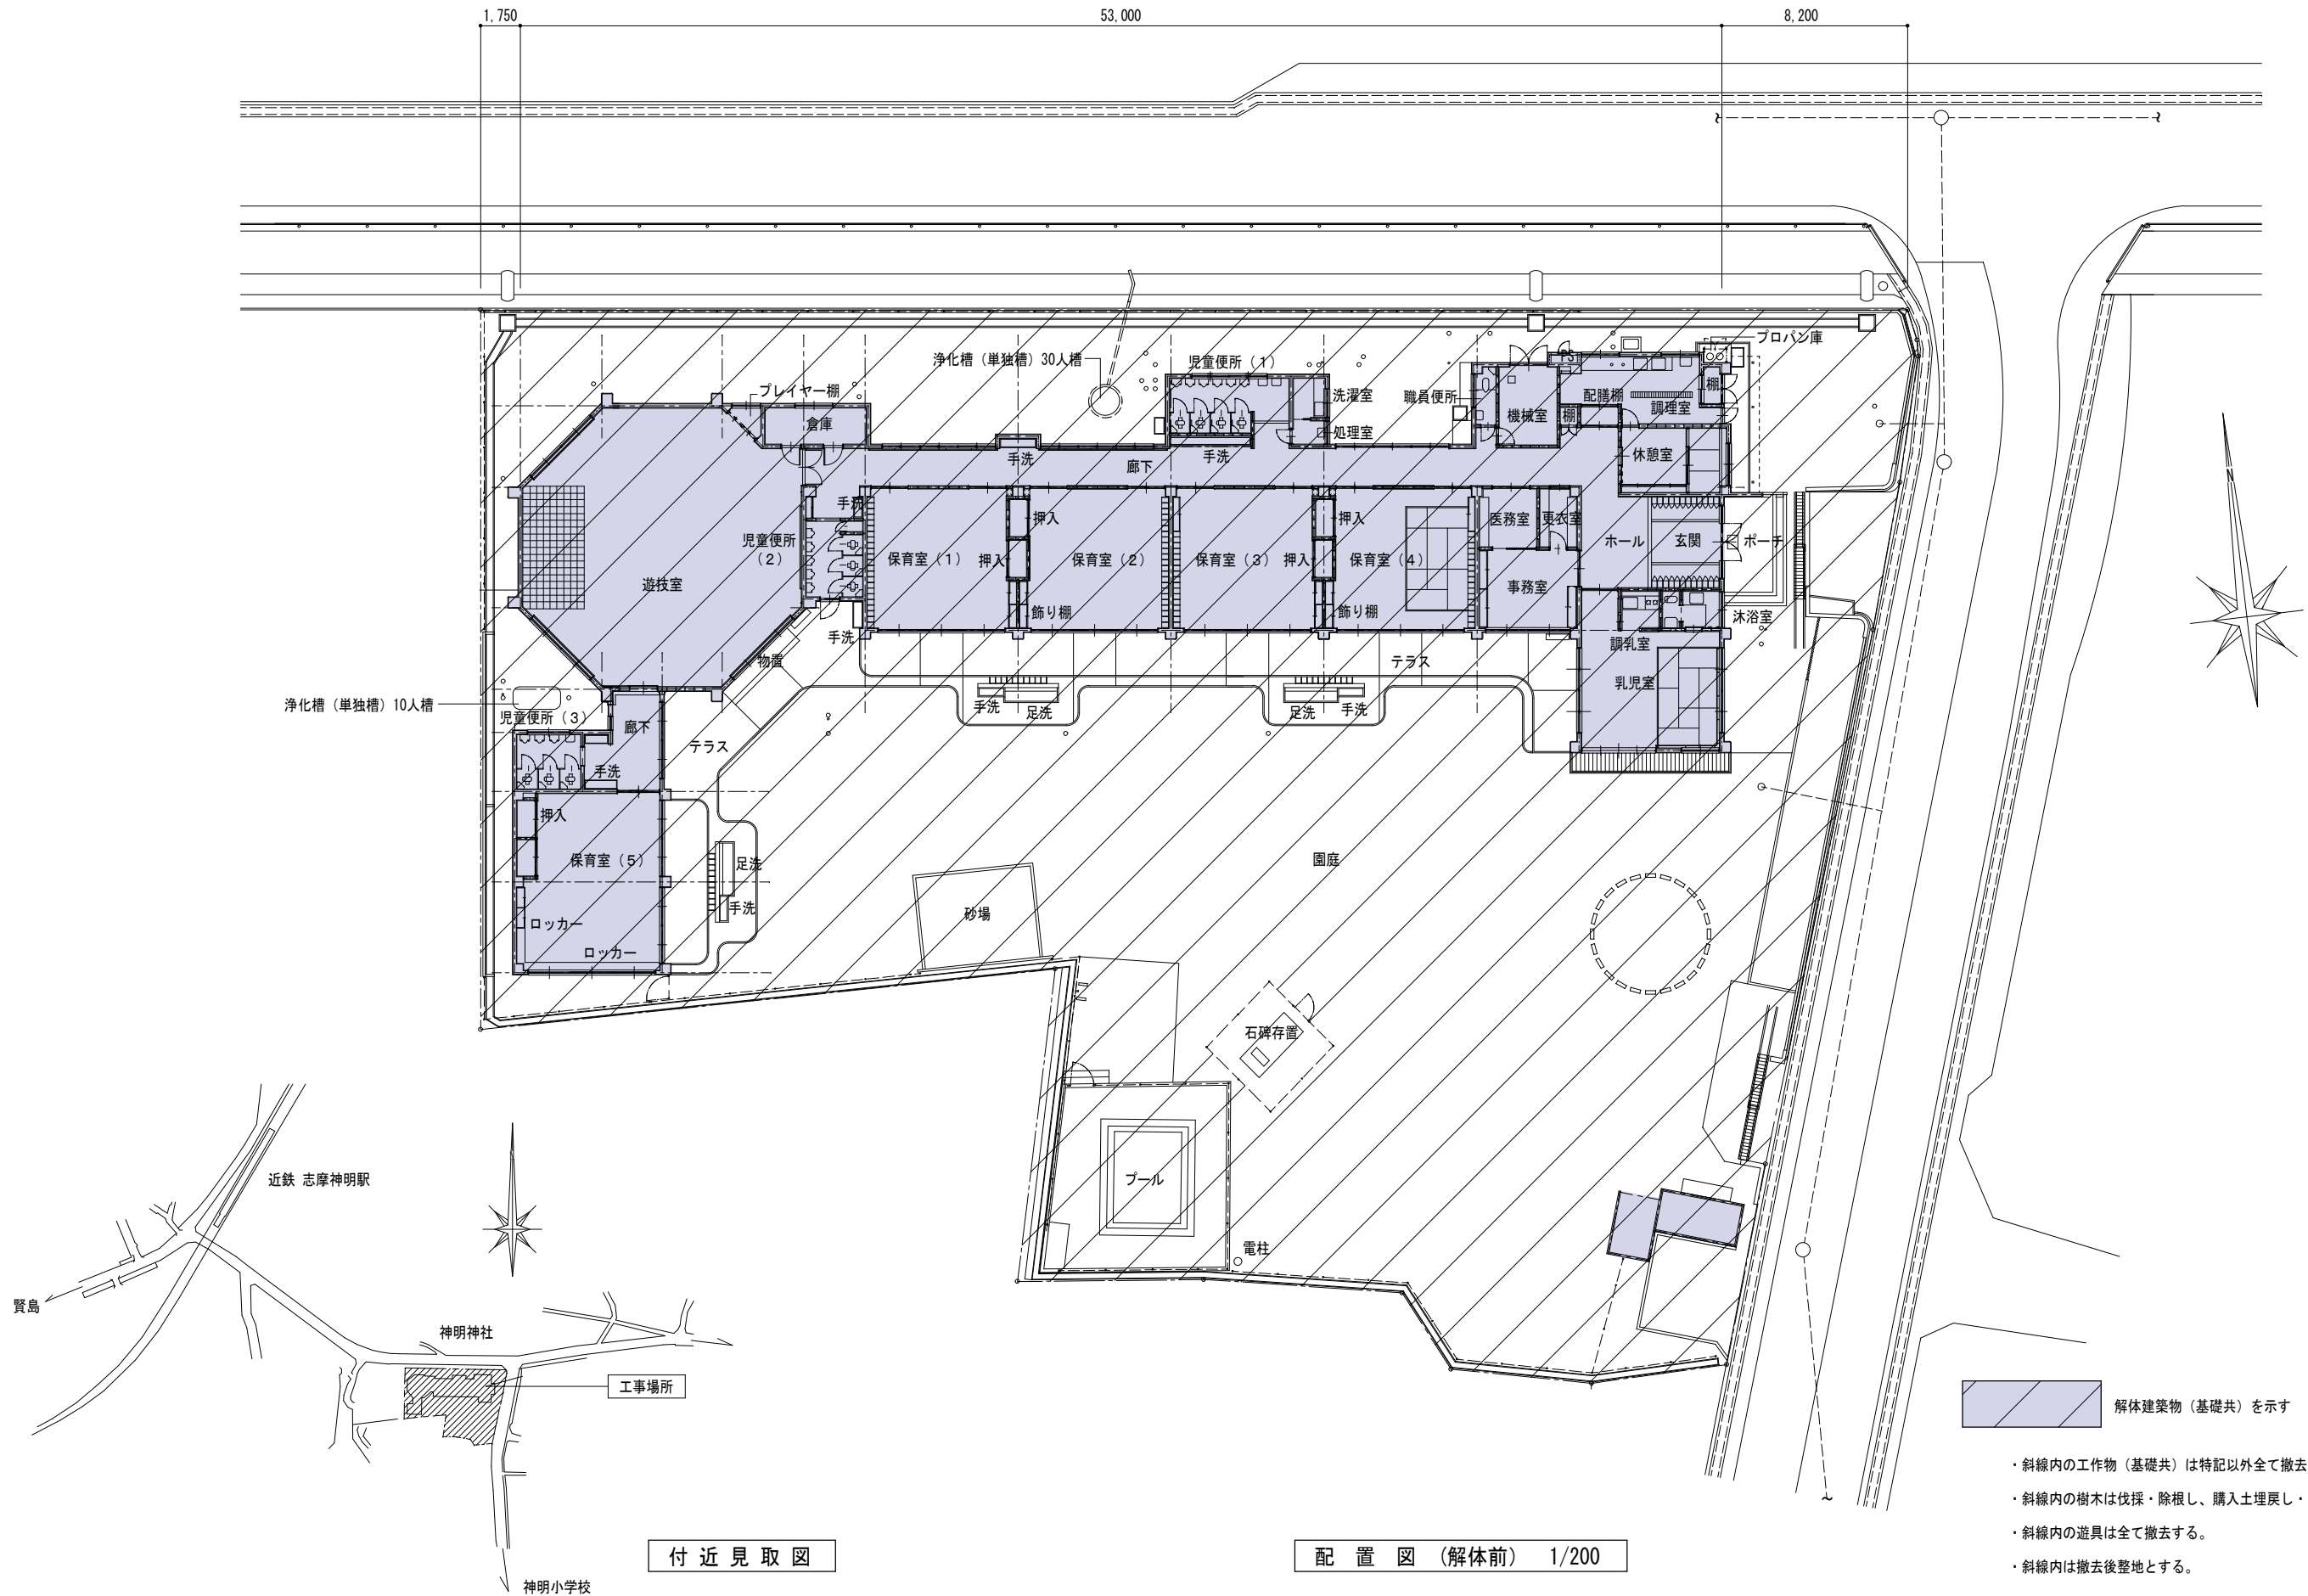 1,750
53,000
8,200
プロパン庫
浄化槽（単独槽）30人槽
児童便所（1）
プレイヤー棚
洗濯室
職員便所
PS
配膳棚
棚
機械室
棚
調理室
倉庫
処理室
手洗
廊下
手洗
休憩室
手洗
押入
押入
医務室
更衣室
児童便所
（2）
保育室（1）
押入
保育室（2）
保育室（3）
押入
保育室（4）
ホール
玄関
ポーチ
遊技室
事務室
飾り棚
飾り棚
沐浴室
手洗
調乳室
物置
テラス
乳児室
浄化槽（単独槽）10人槽
児童便所（3）
廊下
手洗
足洗
足洗
手洗
テラス
手洗
押入
保育室（5）
足洗
手洗
園庭
ロッカー
ロッカー
砂場
石碑存置
プール
電柱
N
近鉄 志摩神明駅
賢島
神明神社
工事場所
神明小学校
付近見取図
配置図（解体前） 1/200
解体建築物（基礎共）を示す
・斜線内の工作物（基礎共）は特記以外全て撤去
・斜線内の樹木は伐採・除根し、購入土埋戻し・
・斜線内の遊具は全て撤去する。
・斜線内は撤去後整地とする。